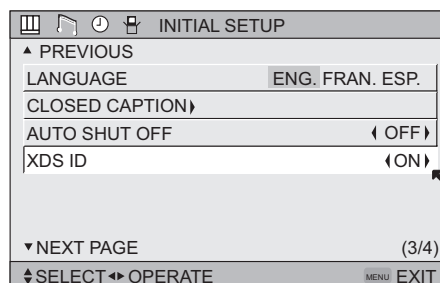 INITIAL SETUP
▲ PREVIOUS
LANGUAGE ENG. FRAN. ESP.
CLOSED CAPTION
AUTO SHUT OFF OFF
XDS ID ON
▼ NEXT PAGE (3/4)
SELECT OPERATE MENU EXIT